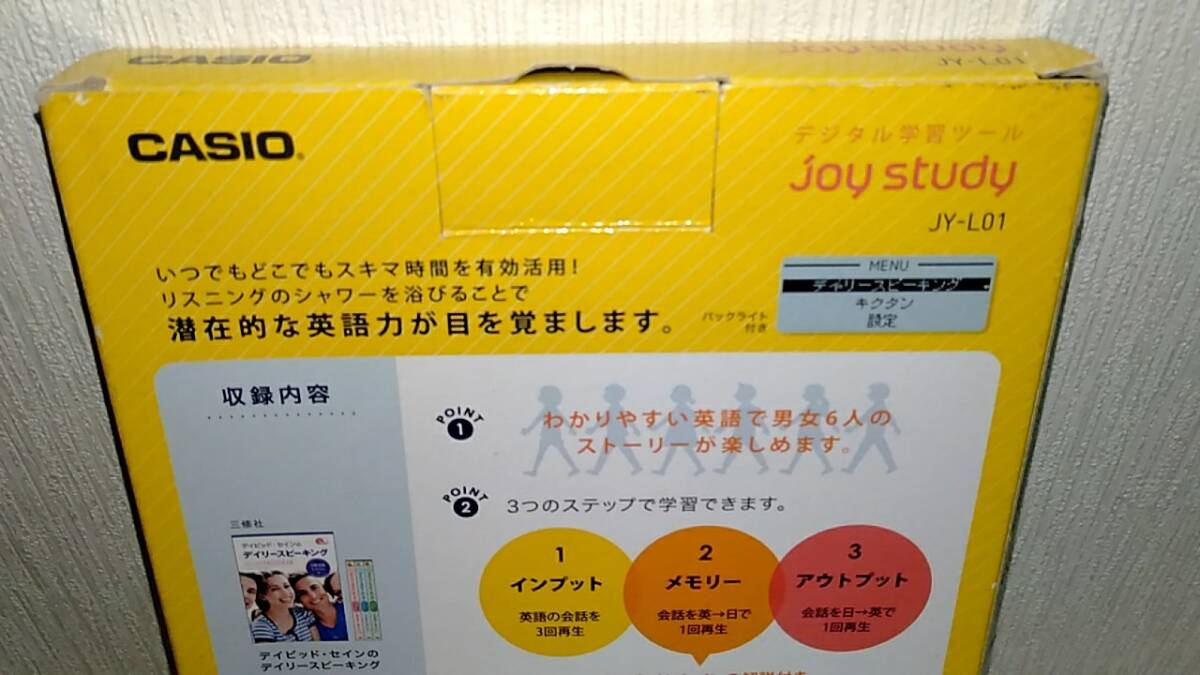 CASIO
joy study
JY-L01
CASIO®
デジタル学習ツール
joy study
JY-L01
いつでもどこでもスキマ時間を有効活用!
リスニングのシャワーを浴びることで
潜在的な英語力が目を覚まします。
バックライト
付き
MENU
デイリースピーキング
キクタン
設定
収録内容
POINT
1
わかりやすい英語で男女6人の
ストーリーが楽しめます。
POINT
2
3つのステップで学習できます。
1
インプット
英語の会話を
3回再生
2
メモリー
会話を英→日で
1回再生
3
アウトプット
会話を日→英で
1回再生
三修社
デイビッド・セインの
デイリースピーキング
デイビッド・セインの
デイリースピーキング